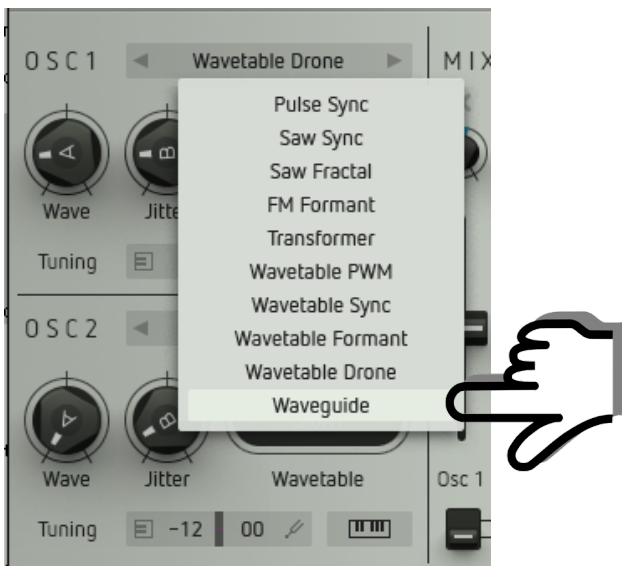 OSC1
Wavetable Drone
MIX
Pulse Sync
Saw Sync
Saw Fractal
FM Formant
Transformer
Wavetable PWM
Wavetable Sync
Wavetable Formant
Wavetable Drone
Waveguide
A
B
Wave
Tuning
OSC2
A
B
Wave
Jitter
Wavetable
Osc 1
Tuning
-12
00